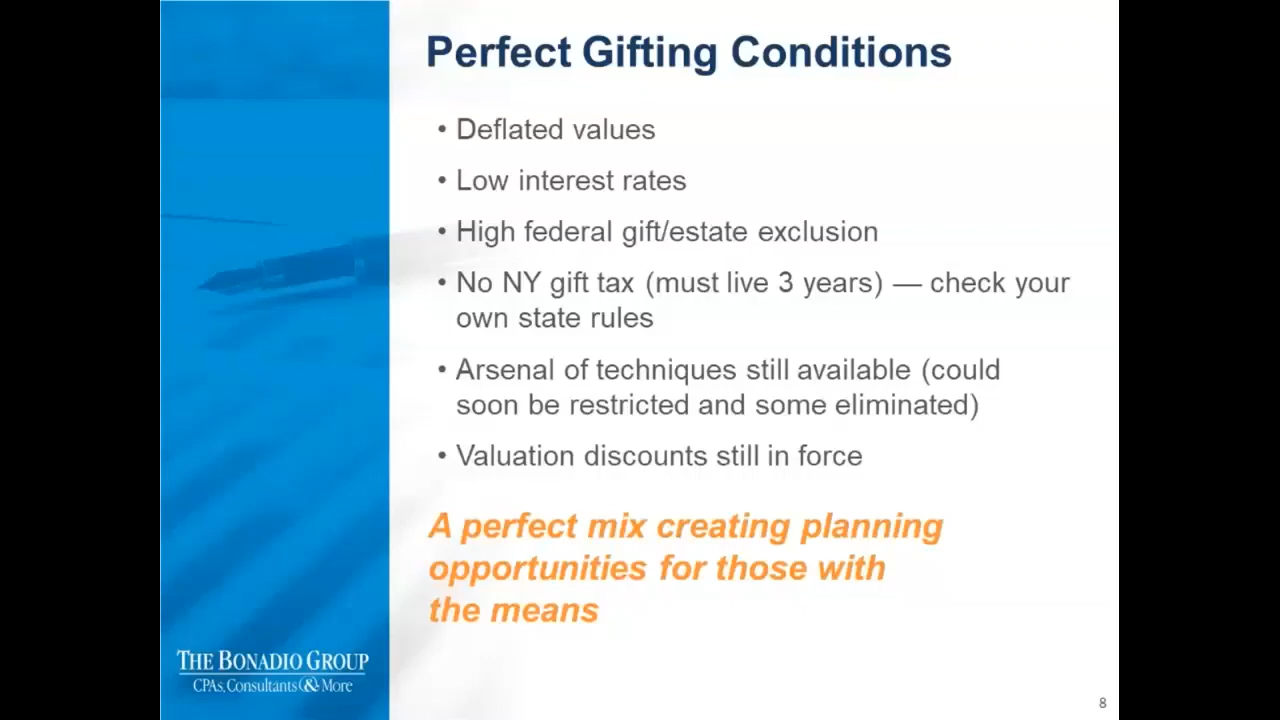 Perfect Gifting Conditions
• Deflated values
• Low interest rates
• High federal gift/estate exclusion
• No NY gift tax (must live 3 years) — check your
own state rules
• Arsenal of techniques still available (could
soon be restricted and some eliminated)
• Valuation discounts still in force
A perfect mix creating planning
opportunities for those with
the means
THE BONADIO GROUP
CPAs, Consultants & More
8